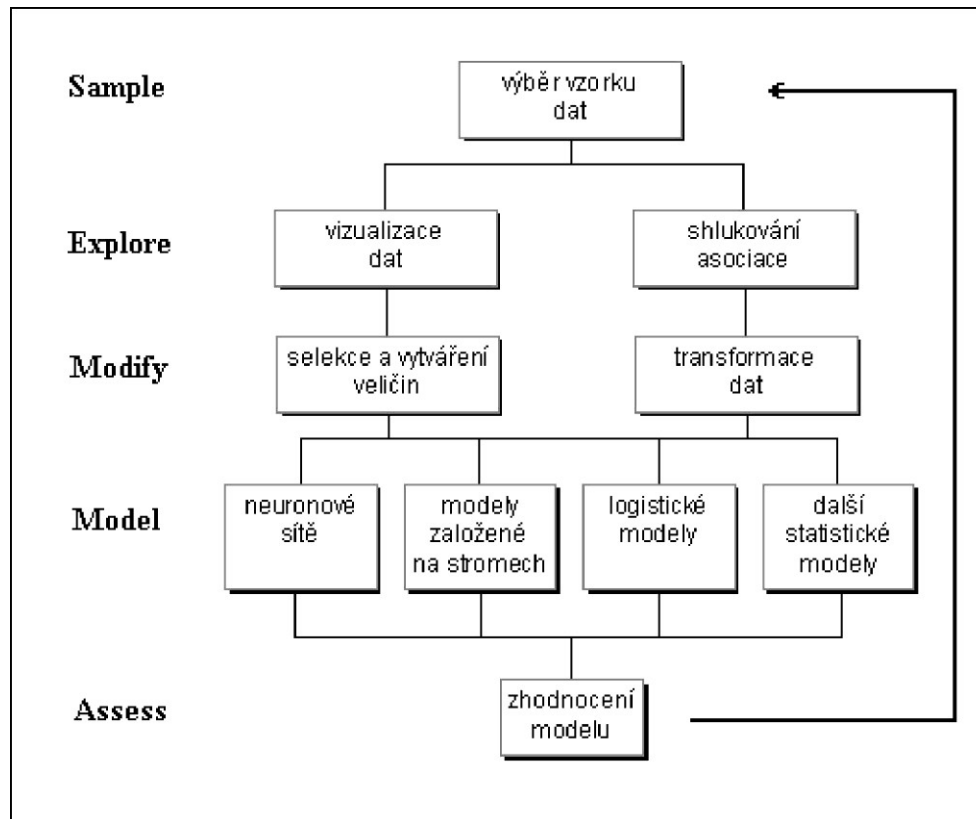 Sample
výběr vzorku
dat
Explore
vizualizace
dat
shlukování
asociace
Modify
selekce a vytváření
veličin
transformace
dat
Model
neuronové
sítě
modely
založené
na stromech
logistické
modely
další
statistické
modely
Assess
zhodnocení
modelu